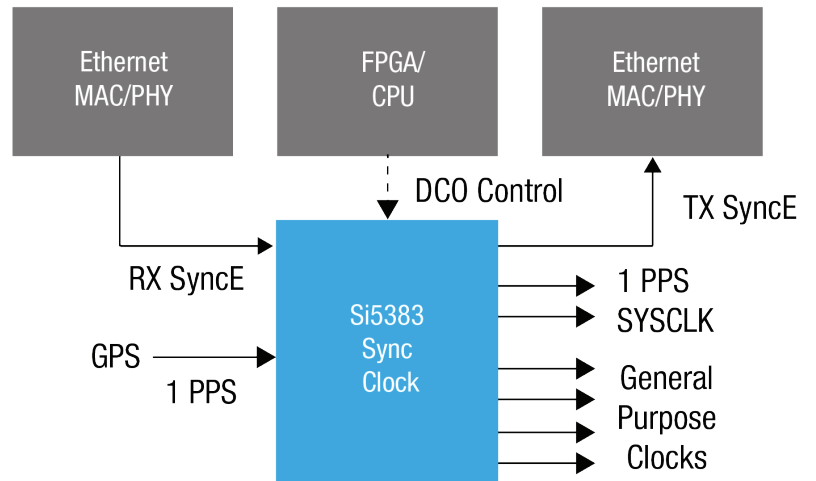 Ethernet
MAC/PHY
FPGA/
CPU
Ethernet
MAC/PHY
DCO Control
TX SyncE
RX SyncE
Si5383
Sync
Clock
1 PPS
SYSCLK
GPS
1 PPS
General
Purpose
Clocks